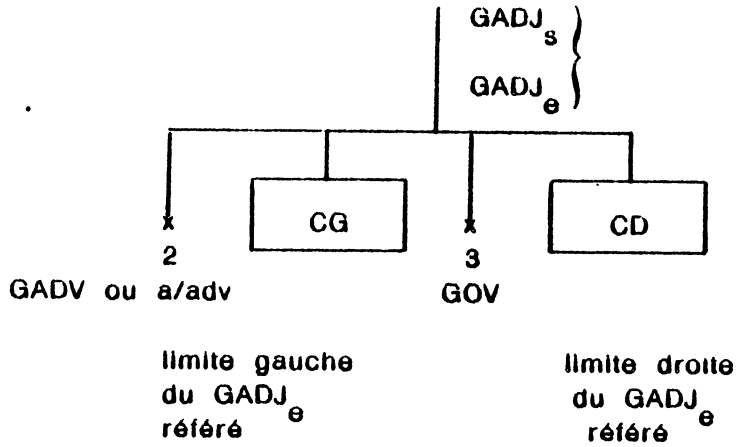 GADJs
GADJe
CG
CD
x
x
2
3
GADV ou a/adv
GOV
limite gauche
du GADJe
référé
limite droite
du GADJe
référé